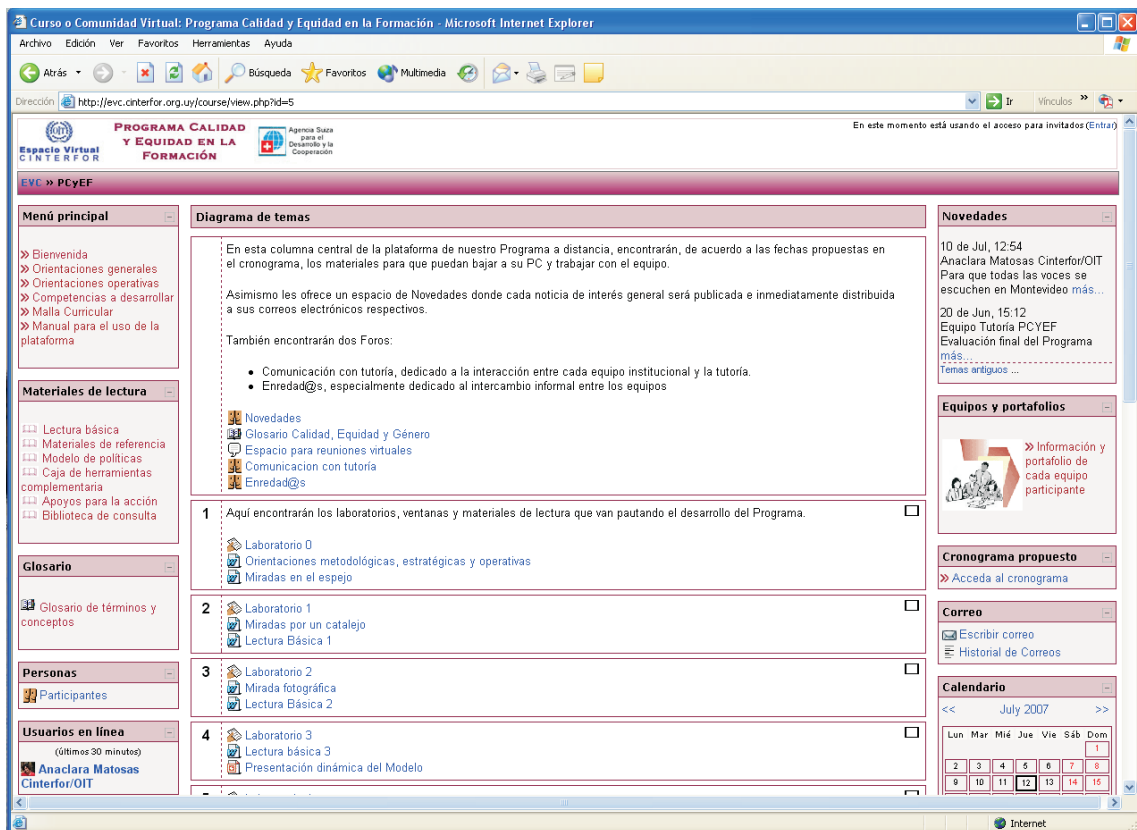 Curso o Comunidad Virtual: Programa Calidad y Equidad en la Formación - Microsoft Internet Explorer
Archivo Edición Ver Favoritos Herramientas Ayuda
Atrás Búsqueda Favoritos Multimedia
Dirección http://evc.cinterfor.org.uy/course/view.php?id=5 Ir Vínculos »
Espacio Virtual
CINTERFOR
PROGRAMA CALIDAD
Y EQUIDAD EN LA
FORMACIÓN
Agencia Suiza
para el
Desarrollo y la
Cooperación
En este momento está usando el acceso para invitados (Entrar)
EVC » PCyEF
Menú principal
» Bienvenida
» Orientaciones generales
» Orientaciones operativas
» Competencias a desarrollar
» Malla Curricular
» Manual para el uso de la
plataforma
Materiales de lectura
Lectura básica
Materiales de referencia
Modelo de políticas
Caja de herramientas
complementaria
Apoyos para la acción
Biblioteca de consulta
Glosario
Glosario de términos y
conceptos
Personas
Participantes
Usuarios en línea
(últimos 30 minutos)
Anaclara Matosas
Cinterfor/OIT
Diagrama de temas
En esta columna central de la plataforma de nuestro Programa a distancia, encontrarán, de acuerdo a las fechas propuestas en
el cronograma, los materiales para que puedan bajar a su PC y trabajar con el equipo.
Asimismo les ofrece un espacio de Novedades donde cada noticia de interés general será publicada e inmediatamente distribuida
a sus correos electrónicos respectivos.
También encontrarán dos Foros:
• Comunicación con tutoría, dedicado a la interacción entre cada equipo institucional y la tutoría.
• Enredad@s, especialmente dedicado al intercambio informal entre los equipos
Novedades
Glosario Calidad, Equidad y Género
Espacio para reuniones virtuales
Comunicacion con tutoría
Enredad@s
1 Aquí encontrarán los laboratorios, ventanas y materiales de lectura que van pautando el desarrollo del Programa.
Laboratorio 0
Orientaciones metodológicas, estratégicas y operativas
Miradas en el espejo
2 Laboratorio 1
Miradas por un catalejo
Lectura Básica 1
3 Laboratorio 2
Mirada fotográfica
Lectura Básica 2
4 Laboratorio 3
Lectura básica 3
Presentación dinámica del Modelo
Novedades
10 de Jul, 12:54
Anaclara Matosas Cinterfor/OIT
Para que todas las voces se
escuchen en Montevideo más...
20 de Jun, 15:12
Equipo Tutoría PCYEF
Evaluación final del Programa
más...
Temas antiguos ...
Equipos y portafolios
» Información y
portafolio de
cada equipo
participante
Cronograma propuesto
» Acceda al cronograma
Correo
Escribir correo
Historial de Correos
Calendario
<< July 2007 >>
Lun Mar Mié Jue Vie Sáb Dom
1
2 3 4 5 6 7 8
9 10 11 12 13 14 15
Internet